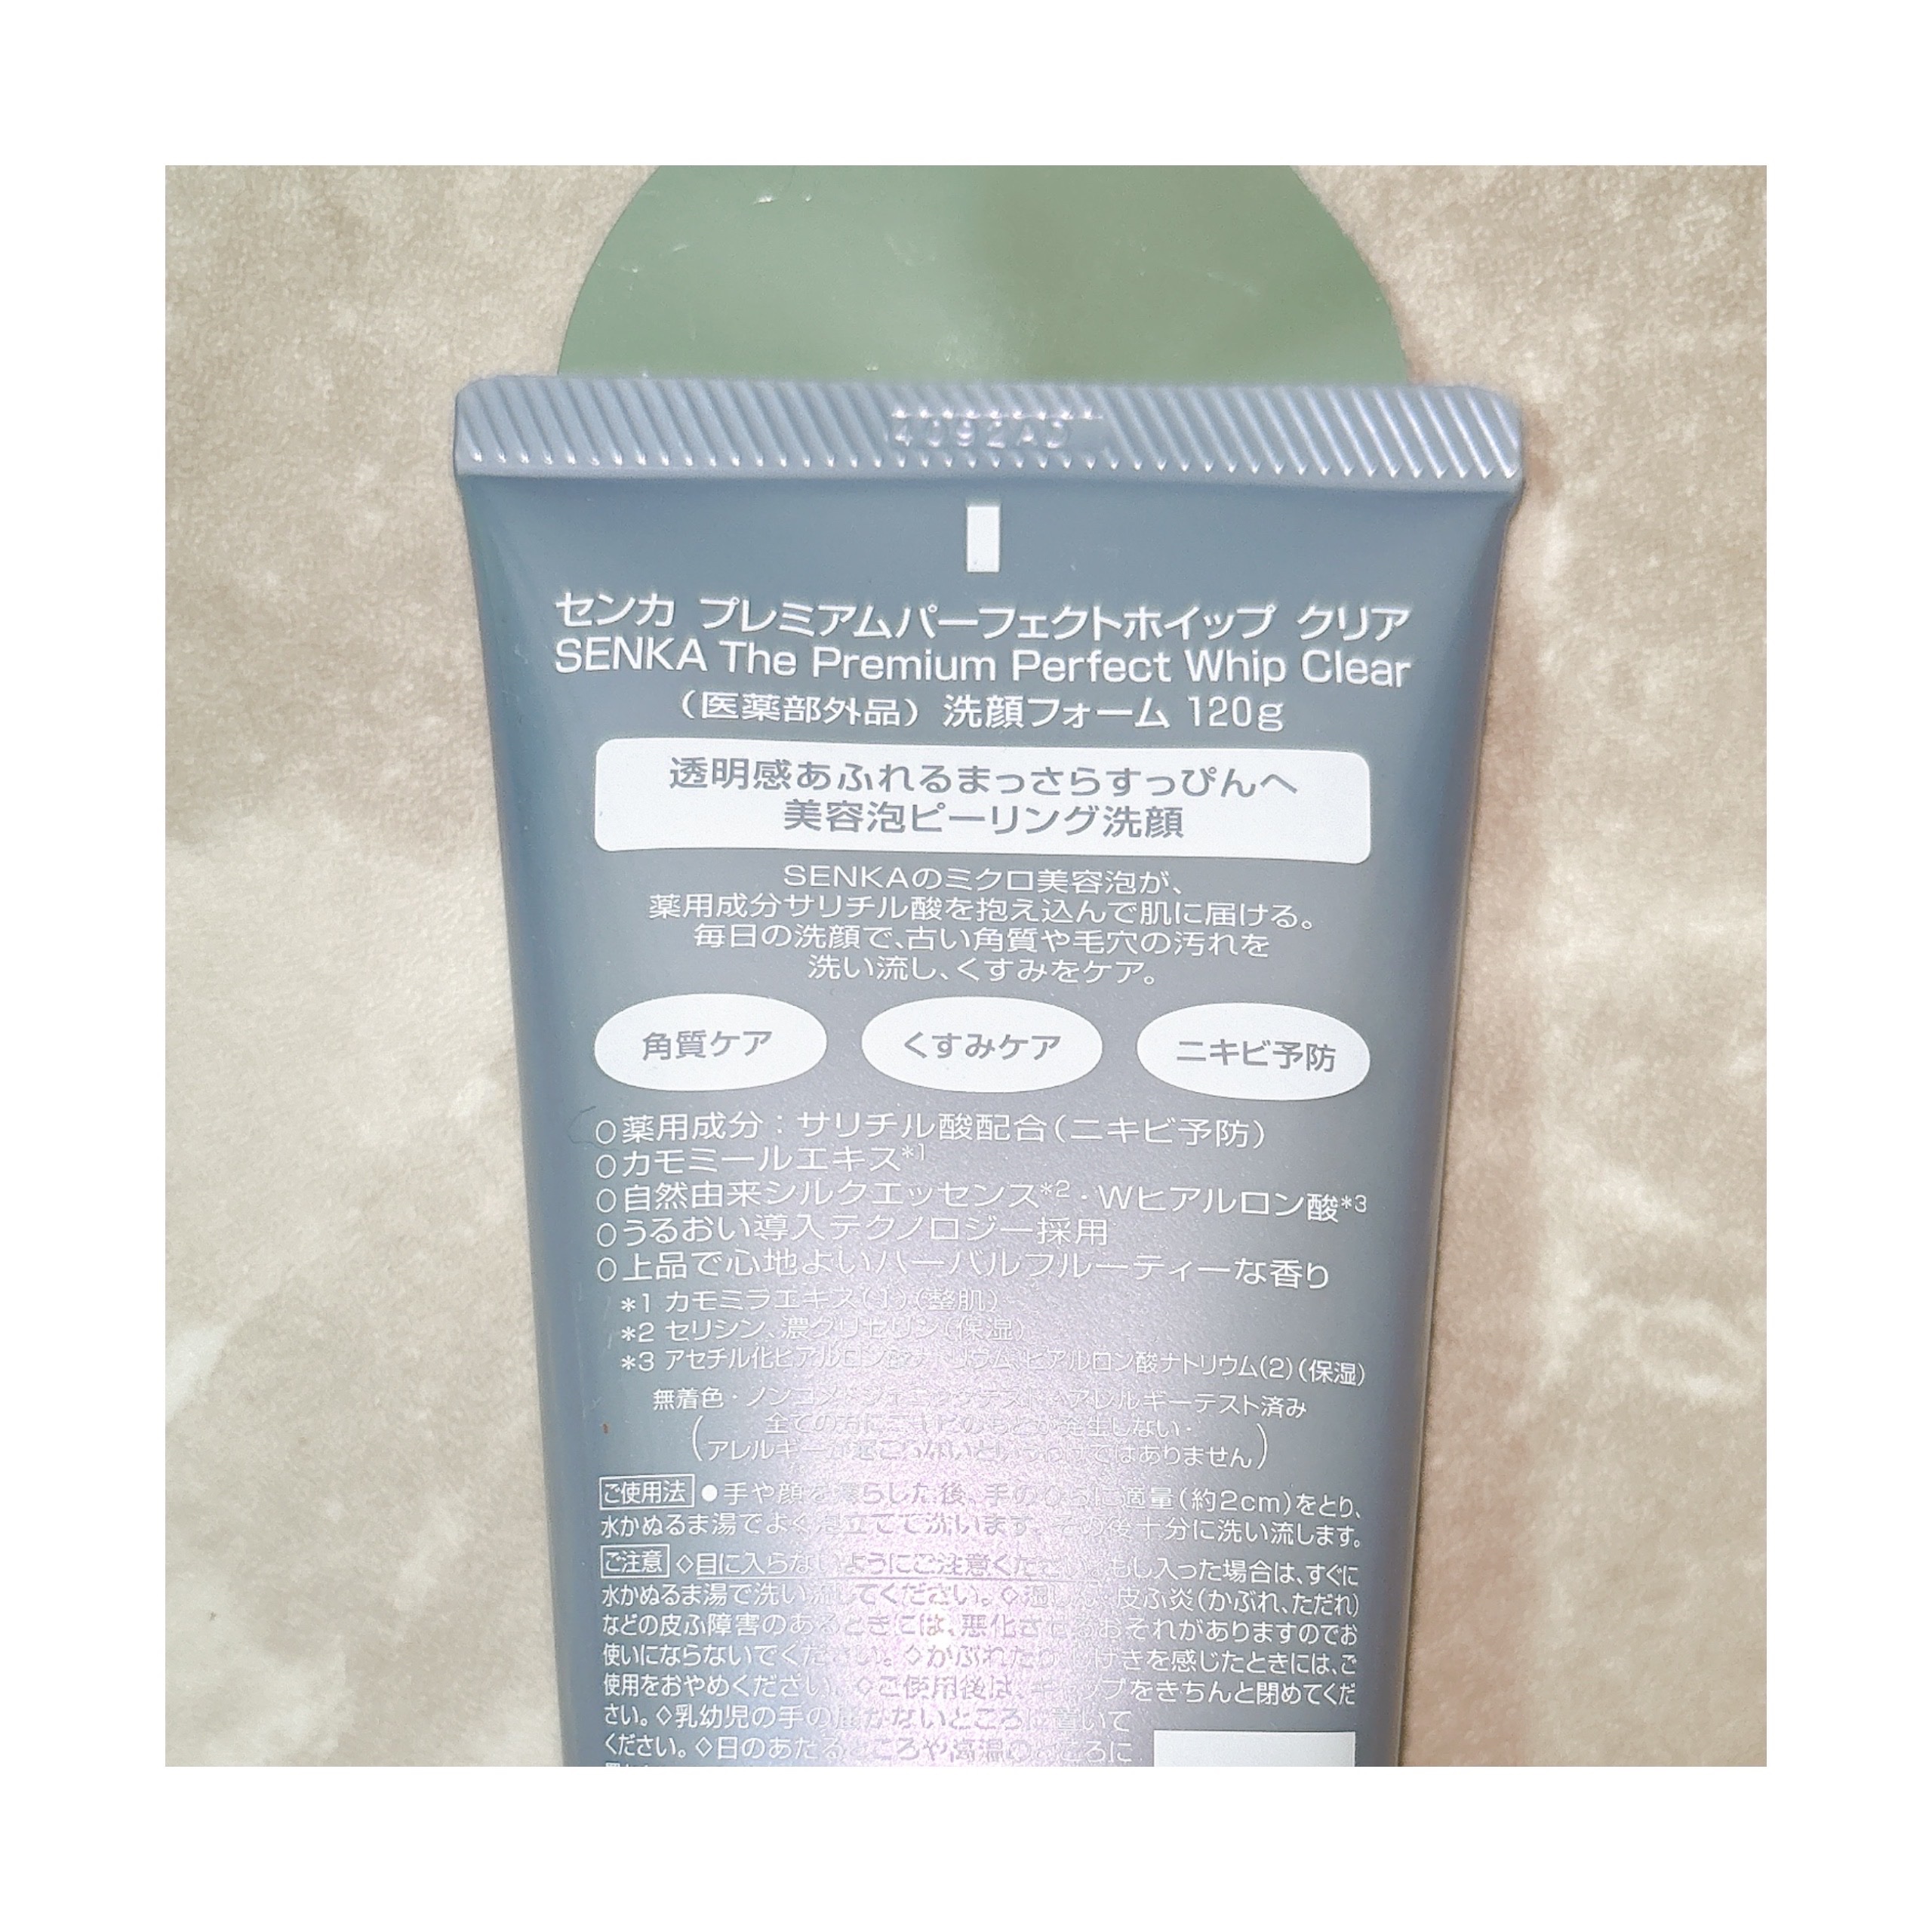 4092AD
センカ プレミアムパーフェクトホイップ クリア
SENKA The Premium Perfect Whip Clear
（医薬部外品）洗顔フォーム 120g
透明感あふれるまっさらすっぴんへ
美容泡ピーリング洗顔
SENKAのミクロ美容泡が、
薬用成分サリチル酸を抱え込んで肌に届ける。
毎日の洗顔で、古い角質や毛穴の汚れを
洗い流し、くすみをケア。
角質ケア
くすみケア
ニキビ予防
○薬用成分：サリチル酸配合（ニキビ予防）
○カモミールエキス*1
○自然由来シルクエッセンス*2・Wヒアルロン酸*3
○うるおい導入テクノロジー採用
○上品で心地よいハーバルフルーティーな香り
*1 カモミラエキス(1)（整肌）
*2 セリシン、濃グリセリン（保湿）
*3 アセチル化ヒアルロン酸ナトリウム、ヒアルロン酸ナトリウム(2)（保湿）
無着色・ノンコメドジェニックテスト・アレルギーテスト済み
（全ての方にニキビのもとが発生しない・
アレルギーが起こらないというわけではありません）
ご使用法 ●手や顔を濡らした後、手のひらに適量（約2cm）をとり、
水かぬるま湯でよく泡立てて洗います。その後十分に洗い流します。
ご注意 ◇目に入らないようにご注意ください。もし入った場合は、すぐに
水かぬるま湯で洗い流してください。◇湿しん、皮ふ炎（かぶれ、ただれ）
などの皮ふ障害のあるときには、悪化させるおそれがありますのでお
使いにならないでください。◇かぶれたり、しげきを感じたときには、ご
使用をおやめください。◇ご使用後は、キャップをきちんと閉めてくだ
さい。◇乳幼児の手の届かないところに置いて
ください。◇日のあたるところや高温のところに